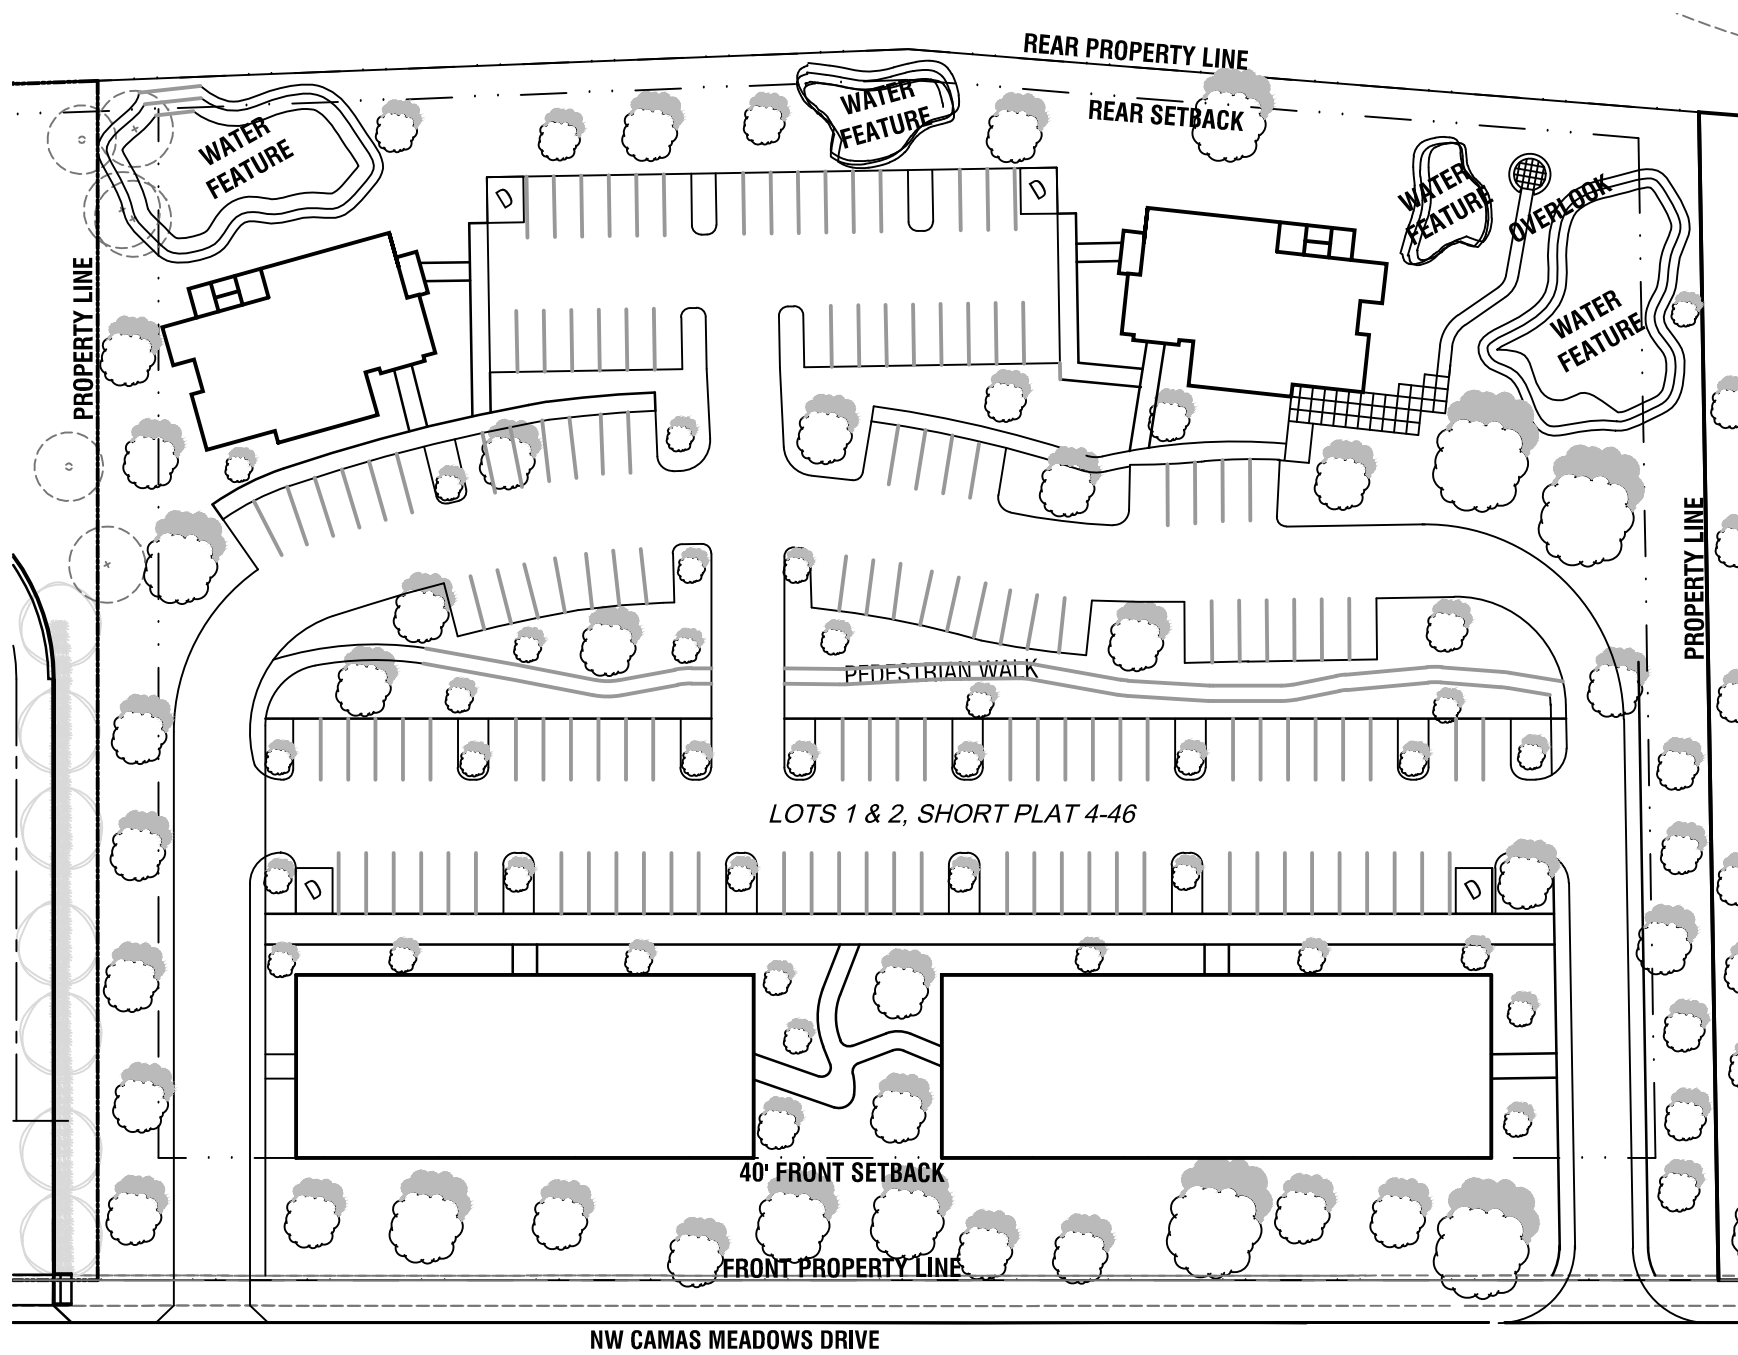 REAR PROPERTY LINE
REAR SETBACK
WATER
FEATURE
WATER
FEATURE
WATER
FEATURE
OVERLOOK
WATER
FEATURE
D
D
PROPERTY LINE
PROPERTY LINE
PEDESTRIAN WALK
LOTS 1 & 2, SHORT PLAT 4-46
D
D
40' FRONT SETBACK
FRONT PROPERTY LINE
NW CAMAS MEADOWS DRIVE